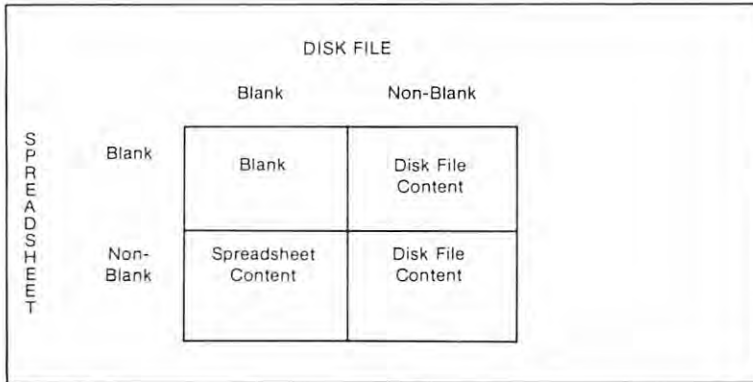 DISK FILE
Blank Non-Blank
SPREADSHEET
Blank
Blank
Disk File
Content
Non-
Blank
Spreadsheet
Content
Disk File
Content